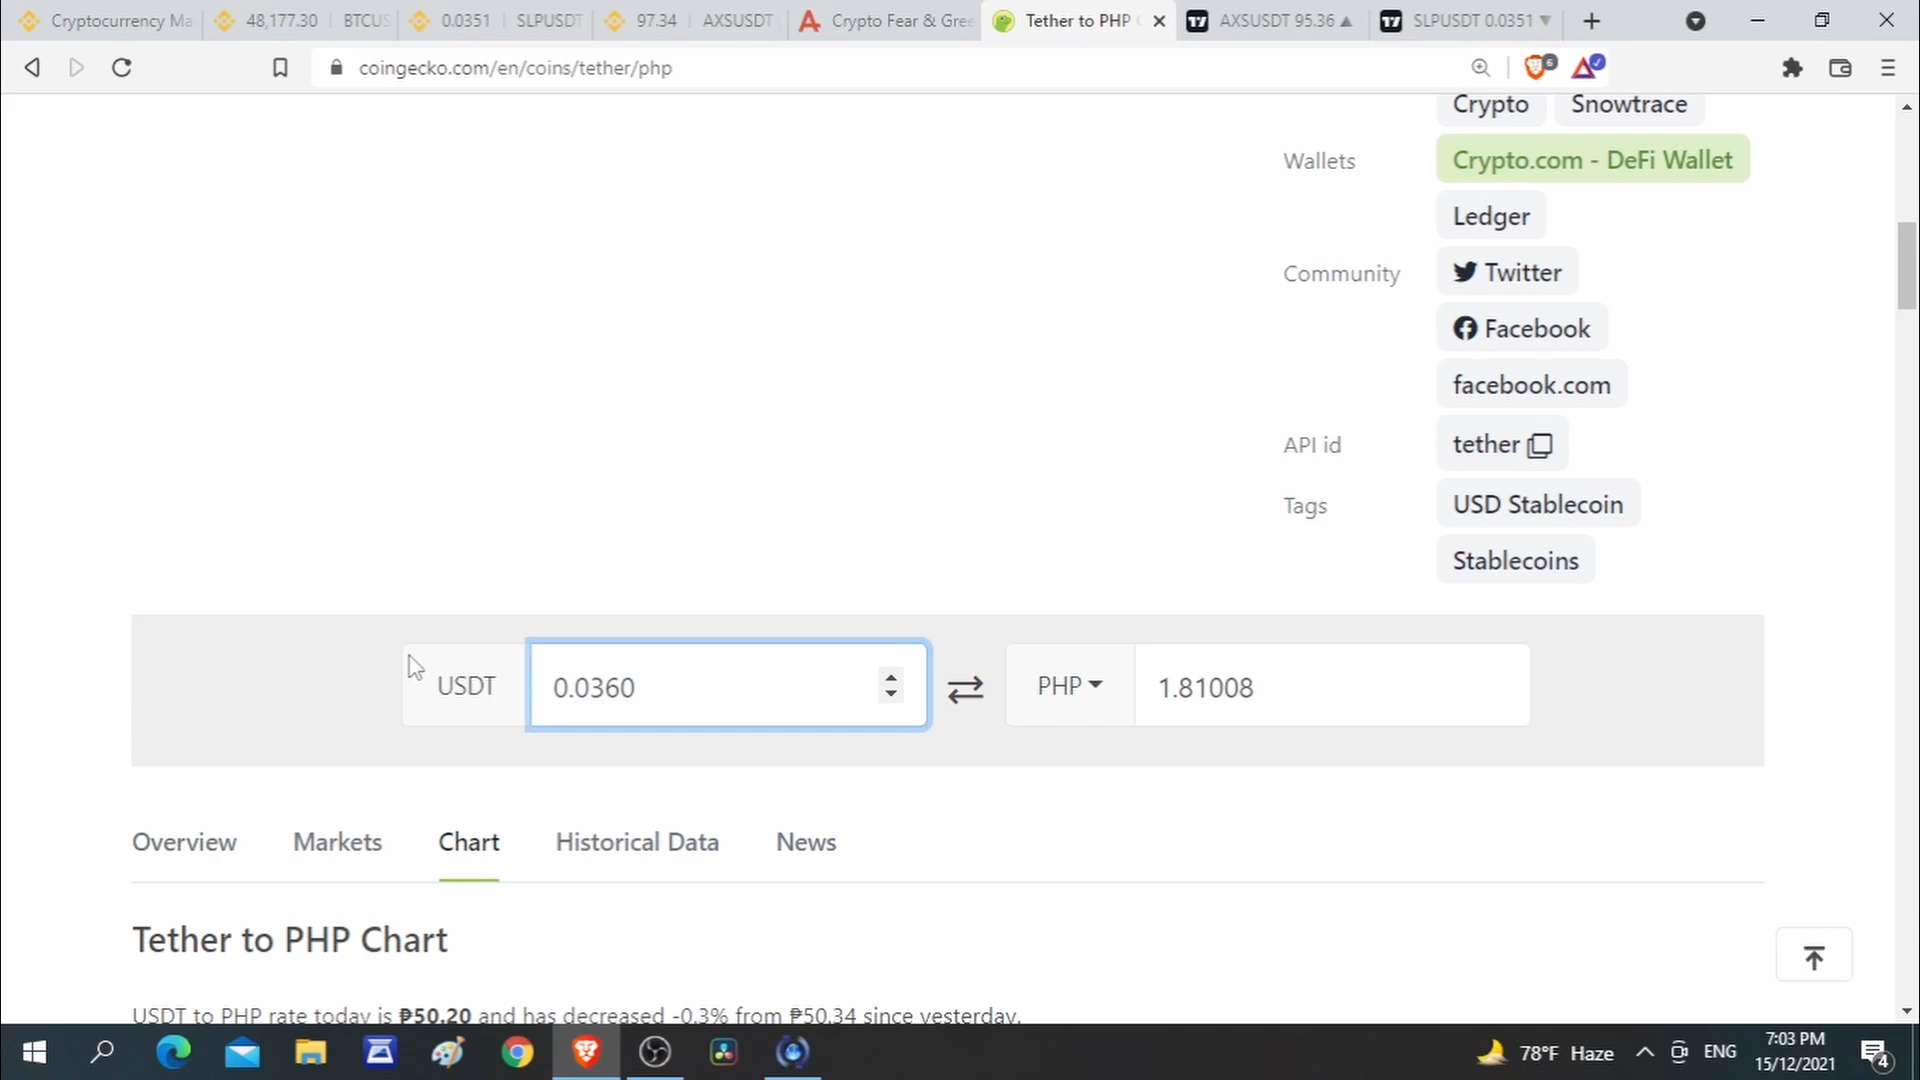 Cryptocurrency Ma
48,177.30 | BTCUS
0.0351 | SLPUSDT
97.34 | AXSUSDT
Crypto Fear & Gree
Tether to PHP
AXSUSDT 95.36 ▲
SLPUSDT 0.0351 ▼
coingecko.com/en/coins/tether/php
6
Crypto
Snowtrace
Wallets
Crypto.com - DeFi Wallet
Ledger
Community
Twitter
Facebook
facebook.com
API id
tether
Tags
USD Stablecoin
Stablecoins
USDT
0.0360
PHP
1.81008
Overview
Markets
Chart
Historical Data
News
Tether to PHP Chart
USDT to PHP rate today is ₱50.20 and has decreased -0.3% from ₱50.34 since yesterday.
78°F Haze
ENG
7:03 PM
15/12/2021
4